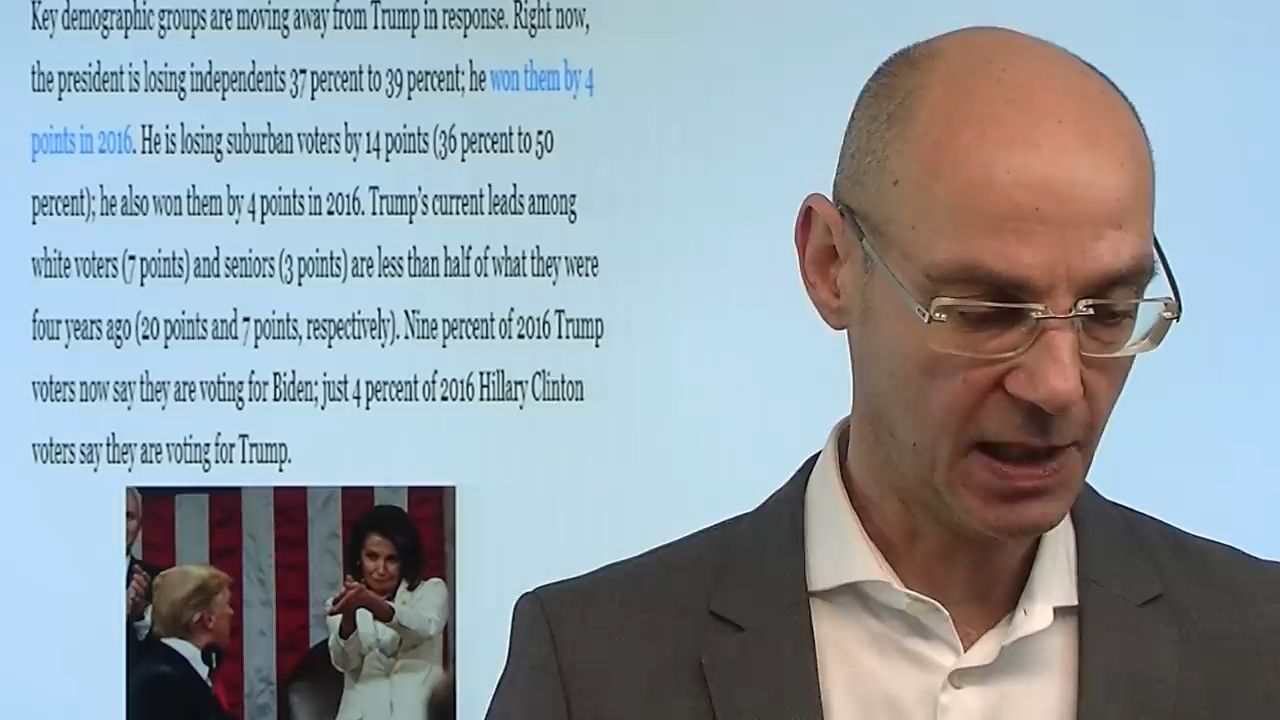 Key demographic groups are moving away from Trump in response. Right now,
the president is losing independents 37 percent to 39 percent; he won them by 4
points in 2016. He is losing suburban voters by 14 points (36 percent to 50
percent); he also won them by 4 points in 2016. Trump's current leads among
white voters (7 points) and seniors (3 points) are less than half of what they were
four years ago (20 points and 7 points, respectively). Nine percent of 2016 Trump
voters now say they are voting for Biden; just 4 percent of 2016 Hillary Clinton
voters say they are voting for Trump.